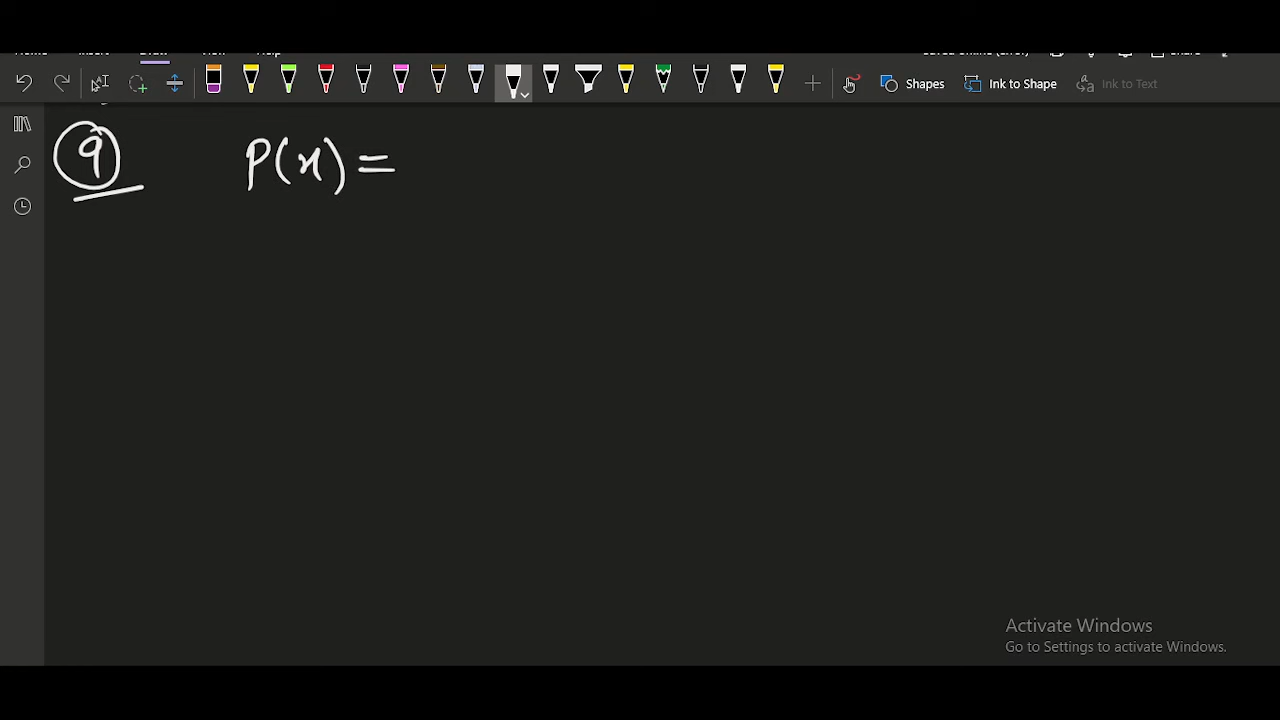 Shapes Ink to Shape Ink to Text
9 P(x) =
Activate Windows
Go to Settings to activate Windows.